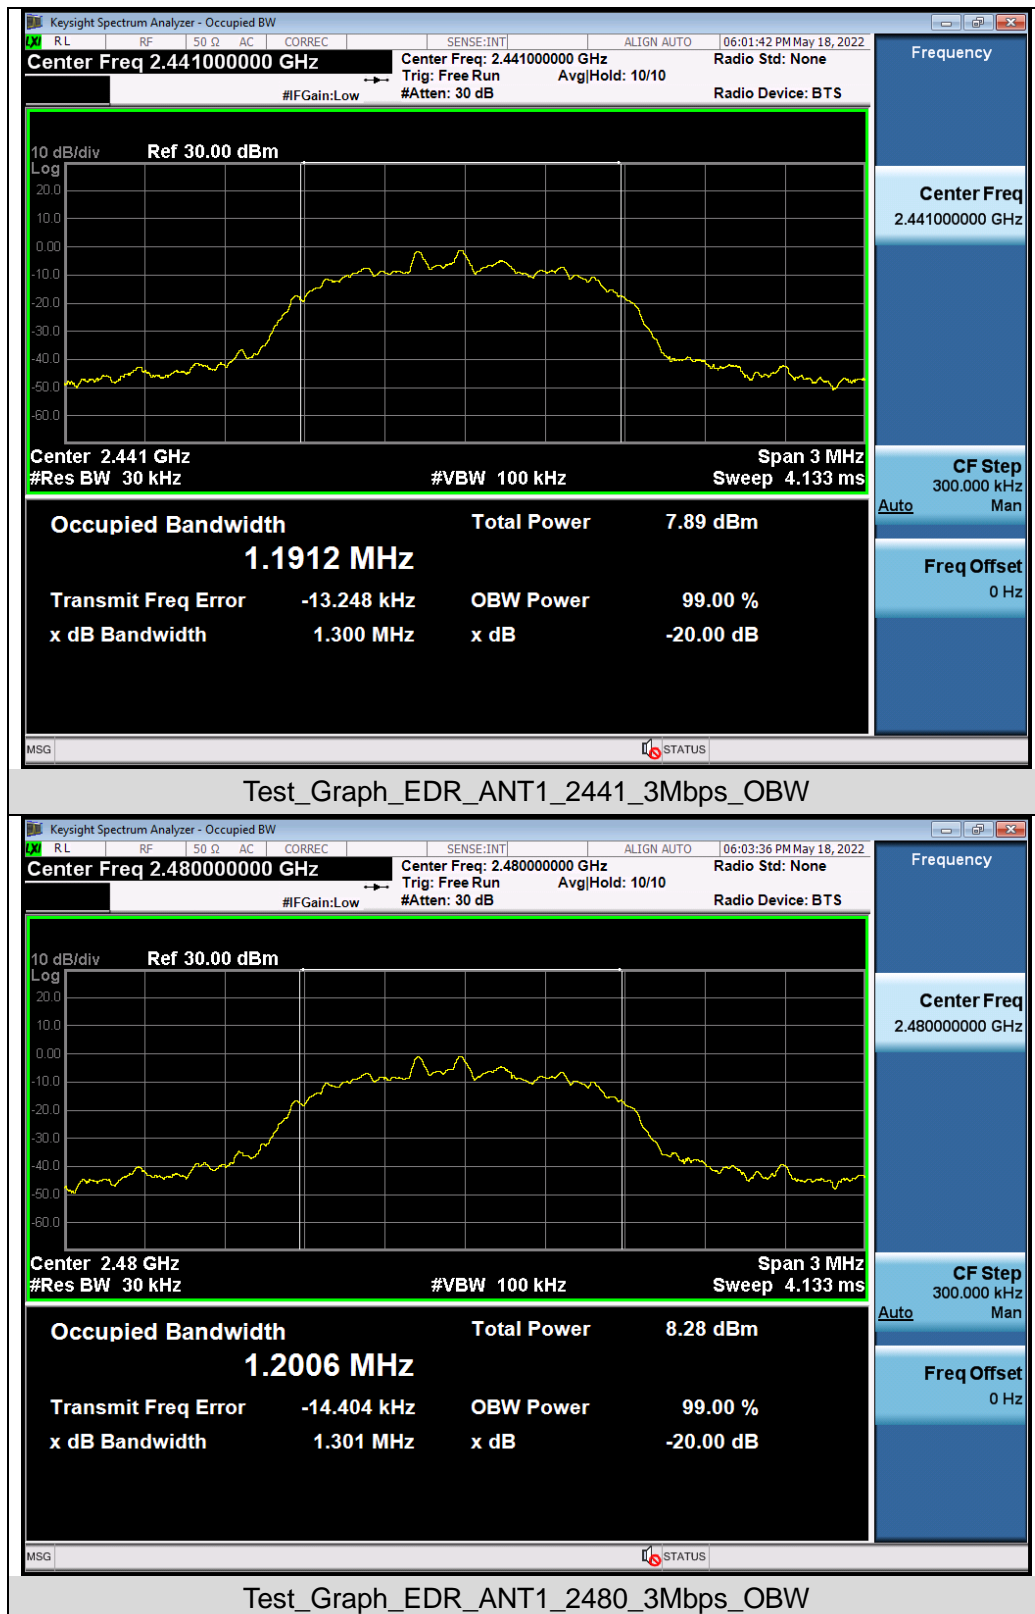 Keysight Spectrum Analyzer - Occupied BW
LXI RL RF 50 Ω AC CORREC SENSE:INT ALIGN AUTO 06:01:42 PM May 18, 2022
Center Freq 2.441000000 GHz Center Freq: 2.441000000 GHz Radio Std: None Frequency
Trig: Free Run Avg|Hold: 10/10
#IFGain:Low #Atten: 30 dB Radio Device: BTS
10 dB/div Ref 30.00 dBm
Log
20.0
10.0
0.00
-10.0
-20.0
-30.0
-40.0
-50.0
-60.0
Center 2.441 GHz Span 3 MHz
#Res BW 30 kHz #VBW 100 kHz Sweep 4.133 ms
Center Freq
2.441000000 GHz
CF Step
300.000 kHz
Auto Man
Freq Offset
0 Hz
Occupied Bandwidth Total Power 7.89 dBm
1.1912 MHz
Transmit Freq Error -13.248 kHz OBW Power 99.00 %
x dB Bandwidth 1.300 MHz x dB -20.00 dB
MSG STATUS
Test_Graph_EDR_ANT1_2441_3Mbps_OBW
Keysight Spectrum Analyzer - Occupied BW
LXI RL RF 50 Ω AC CORREC SENSE:INT ALIGN AUTO 06:03:36 PM May 18, 2022
Center Freq 2.480000000 GHz Center Freq: 2.480000000 GHz Radio Std: None Frequency
Trig: Free Run Avg|Hold: 10/10
#IFGain:Low #Atten: 30 dB Radio Device: BTS
10 dB/div Ref 30.00 dBm
Log
20.0
10.0
0.00
-10.0
-20.0
-30.0
-40.0
-50.0
-60.0
Center 2.48 GHz Span 3 MHz
#Res BW 30 kHz #VBW 100 kHz Sweep 4.133 ms
Center Freq
2.480000000 GHz
CF Step
300.000 kHz
Auto Man
Freq Offset
0 Hz
Occupied Bandwidth Total Power 8.28 dBm
1.2006 MHz
Transmit Freq Error -14.404 kHz OBW Power 99.00 %
x dB Bandwidth 1.301 MHz x dB -20.00 dB
MSG STATUS
Test_Graph_EDR_ANT1_2480_3Mbps_OBW